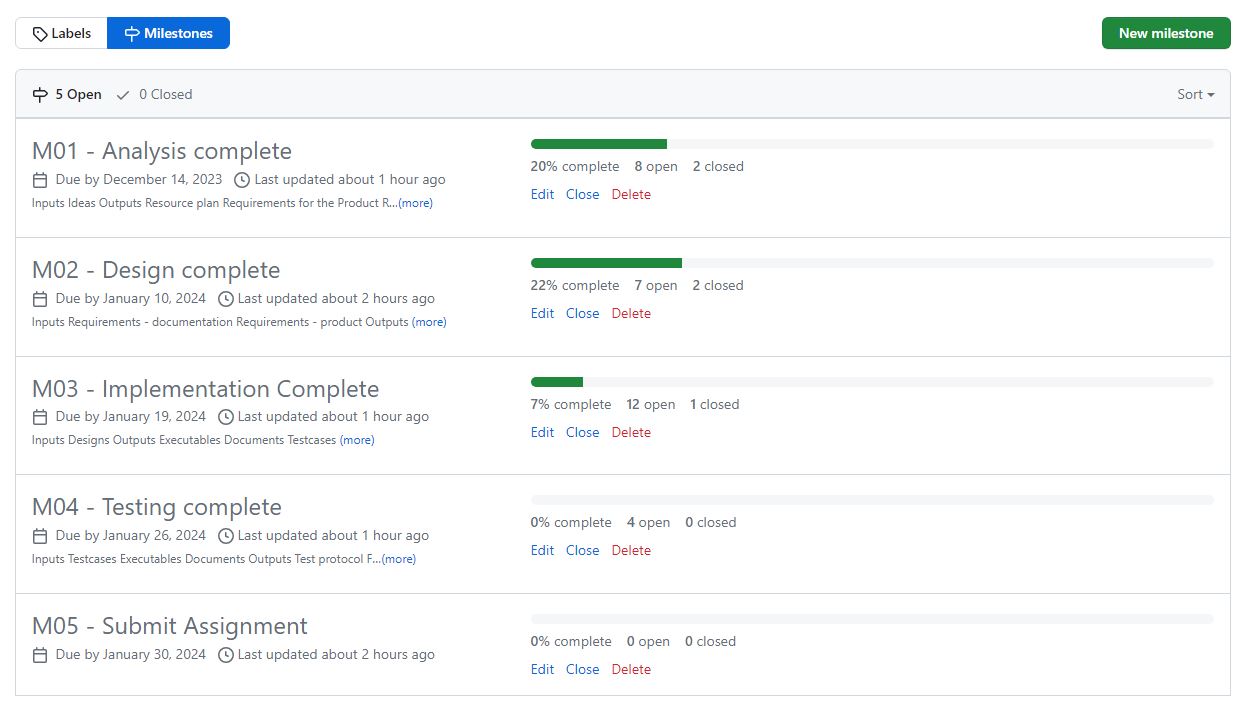 Labels Milestones New milestone
5 Open 0 Closed Sort
M01 - Analysis complete
Due by December 14, 2023 Last updated about 1 hour ago
Inputs Ideas Outputs Resource plan Requirements for the Product R...(more)
20% complete 8 open 2 closed
Edit Close Delete
M02 - Design complete
Due by January 10, 2024 Last updated about 2 hours ago
Inputs Requirements - documentation Requirements - product Outputs (more)
22% complete 7 open 2 closed
Edit Close Delete
M03 - Implementation Complete
Due by January 19, 2024 Last updated about 1 hour ago
Inputs Designs Outputs Executables Documents Testcases (more)
7% complete 12 open 1 closed
Edit Close Delete
M04 - Testing complete
Due by January 26, 2024 Last updated about 1 hour ago
Inputs Testcases Executables Documents Outputs Test protocol F...(more)
0% complete 4 open 0 closed
Edit Close Delete
M05 - Submit Assignment
Due by January 30, 2024 Last updated about 2 hours ago
0% complete 0 open 0 closed
Edit Close Delete